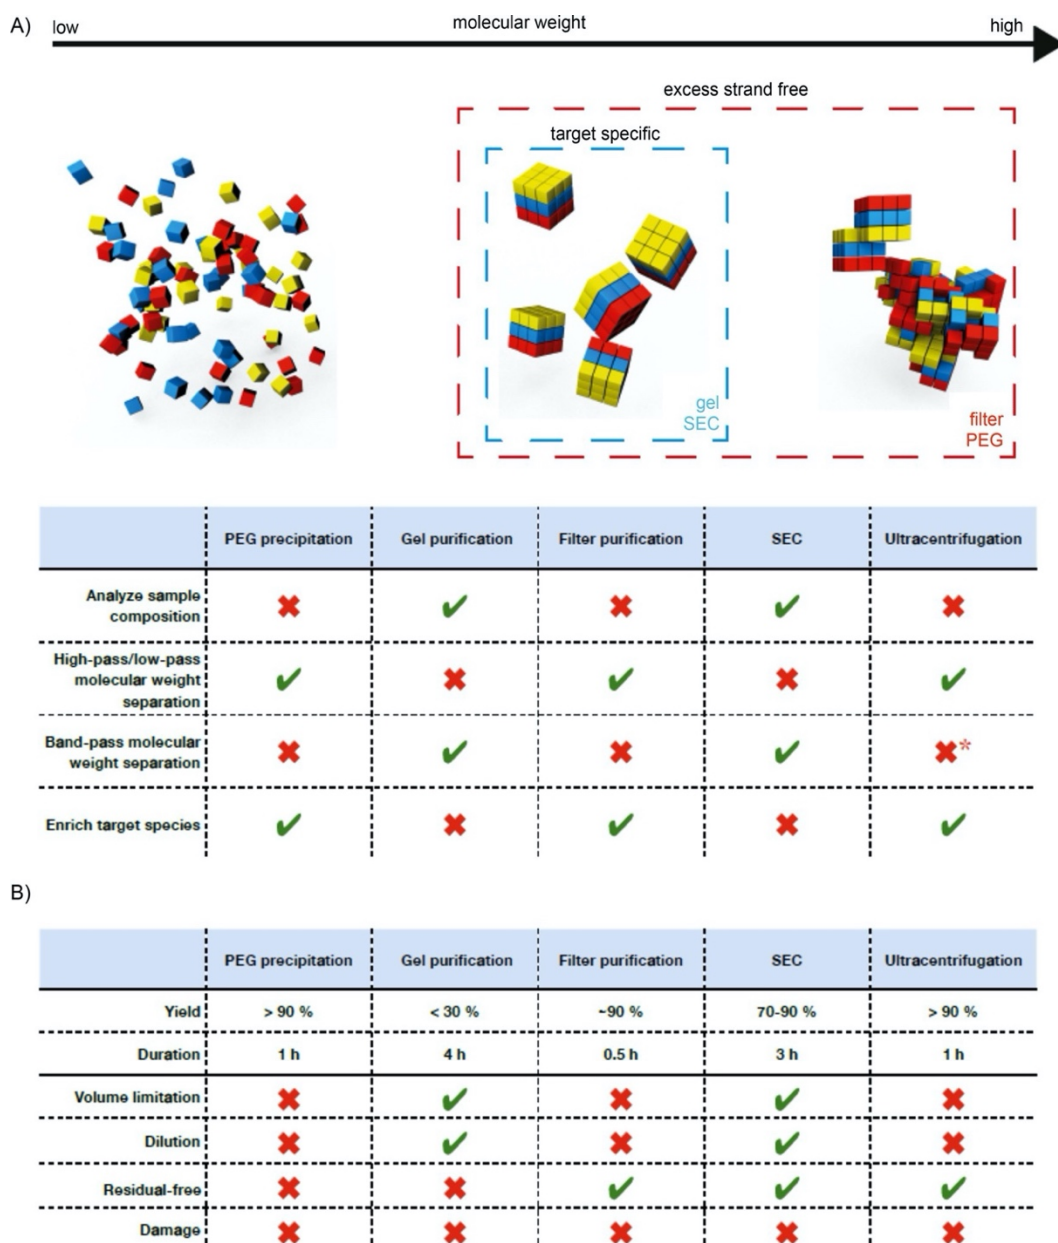 A)
low
molecular weight
high
excess strand free
target specific
gel
SEC
filter
PEG
PEG precipitation Gel purification Filter purification SEC Ultracentrifugation
Analyze sample
composition ✖ ✔ ✖ ✔ ✖
High-pass/low-pass
molecular weight
separation ✔ ✖ ✔ ✖ ✔
Band-pass molecular
weight separation ✖ ✔ ✖ ✔ ✖*
Enrich target species ✔ ✖ ✔ ✖ ✔
B)
PEG precipitation Gel purification Filter purification SEC Ultracentrifugation
Yield > 90 % < 30 % ~90 % 70-90 % > 90 %
Duration 1 h 4 h 0.5 h 3 h 1 h
Volume limitation ✖ ✔ ✖ ✔ ✖
Dilution ✖ ✔ ✖ ✔ ✖
Residual-free ✖ ✖ ✔ ✔ ✔
Damage ✖ ✖ ✖ ✖ ✖